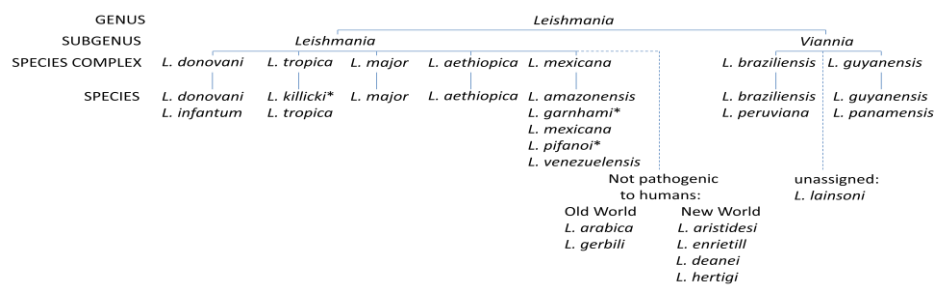 GENUS Leishmania
SUBGENUS Leishmania Viannia
SPECIES COMPLEX L. donovani L. tropica L. major L. aethiopica L. mexicana L. braziliensis L. guyanensis
SPECIES L. donovani L. killicki* L. major L. aethiopica L. amazonensis L. braziliensis L. guyanensis
L. infantum L. tropica L. garnhami* L. peruviana L. panamensis
L. mexicana
L. pifanoi*
L. venezuelensis
Not pathogenic unassigned:
to humans: L. lainsoni
Old World New World
L. arabica L. aristidesi
L. gerbili L. enrietill
L. deanei
L. hertigi